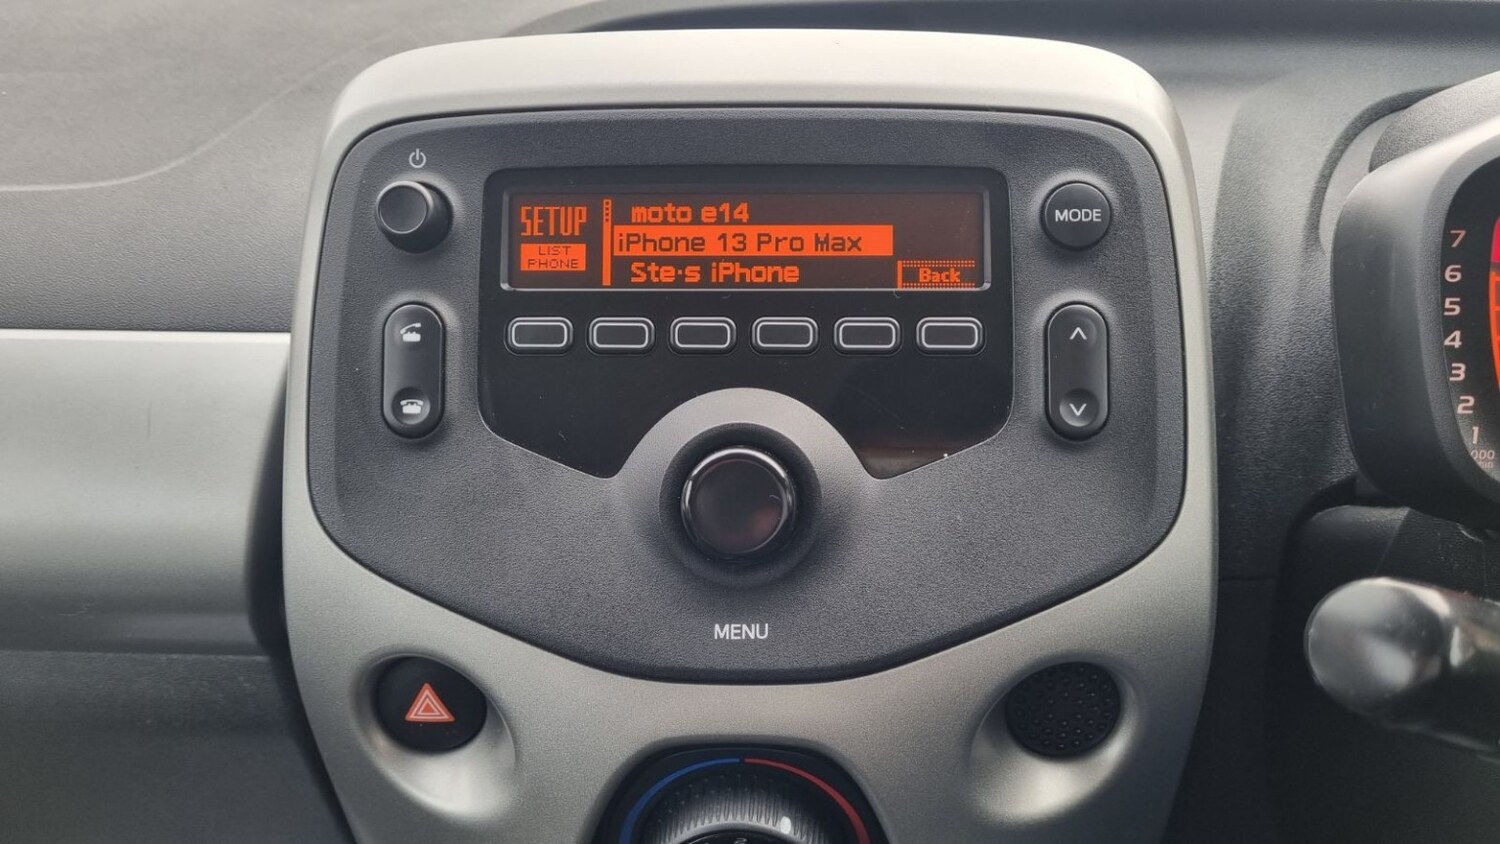 SETUP
LIST
PHONE
moto e14
iPhone 13 Pro Max
Ste·s iPhone
Back
MODE
MENU
7
6
5
4
3
2
1